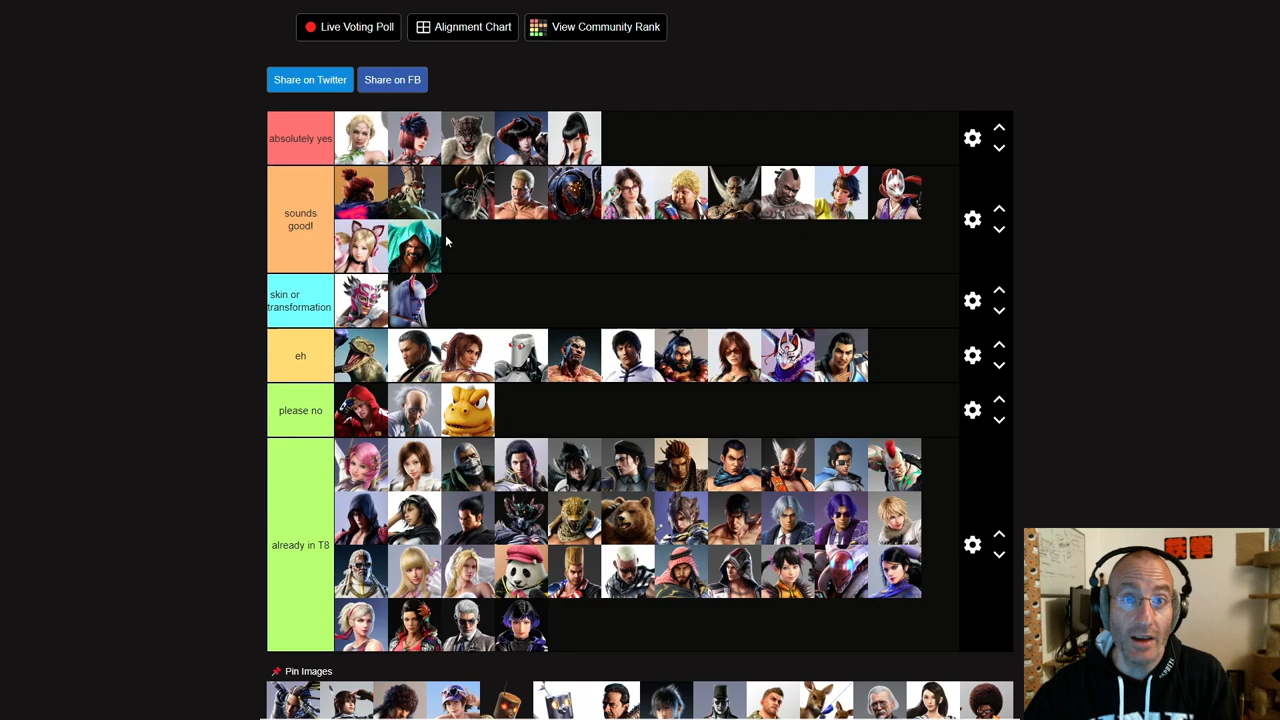 Live Voting Poll
Alignment Chart
View Community Rank
Share on Twitter
Share on FB
absolutely yes
sounds
good!
skin or
transformation
eh
please no
already in T8
Pin Images